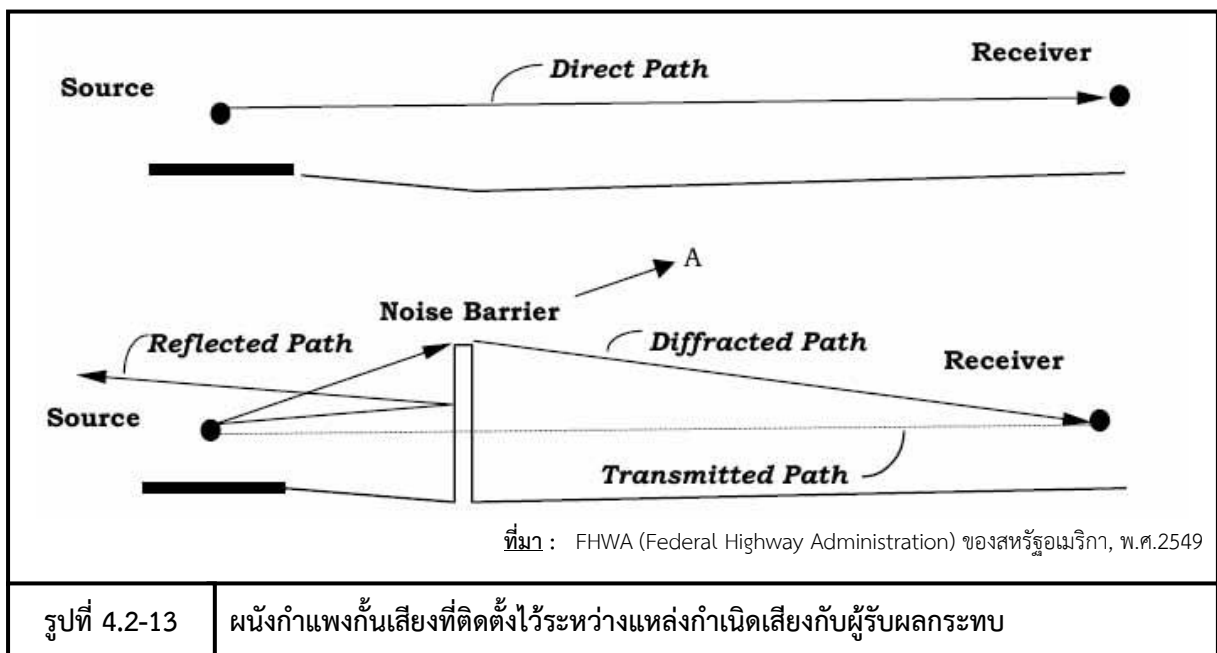 Receiver
Direct Path
Source
A
Noise Barrier
Reflected Path
Diffracted Path
Receiver
Source
Transmitted Path
ที่มา : FHWA (Federal Highway Administration) ของสหรัฐอเมริกา, พ.ศ.2549
รูปที่ 4.2-13 ผนังกำแพงกั้นเสียงที่ติดตั้งไว้ระหว่างแหล่งกำเนิดเสียงกับผู้รับผลกระทบ